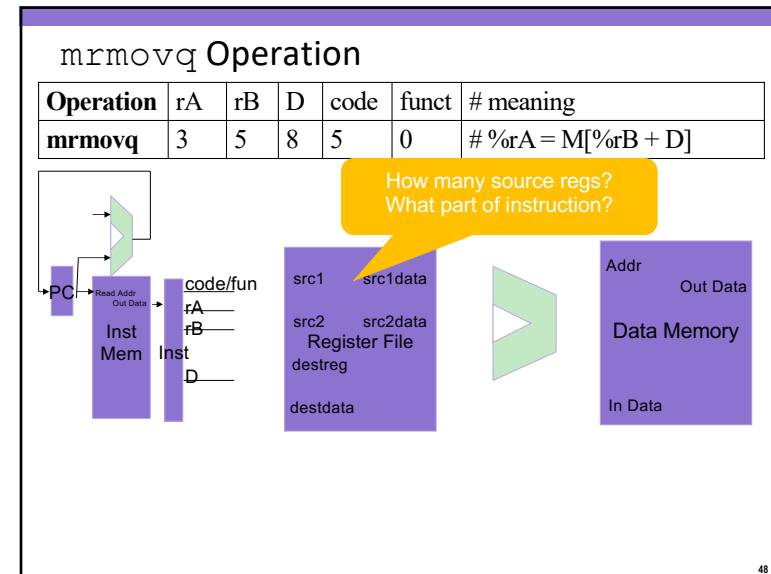 mrmovq Operation
Operation rA rB D code funct # meaning
mrmovq 3 5 8 5 0 # %rA = M[%rB + D]
How many source regs?
What part of instruction?
PC
Read Addr
Out Data
Inst
Mem
Inst
code/fun
rA
rB
D
src1 src1data
src2 src2data
Register File
destreg
destdata
Addr
Out Data
Data Memory
In Data
48